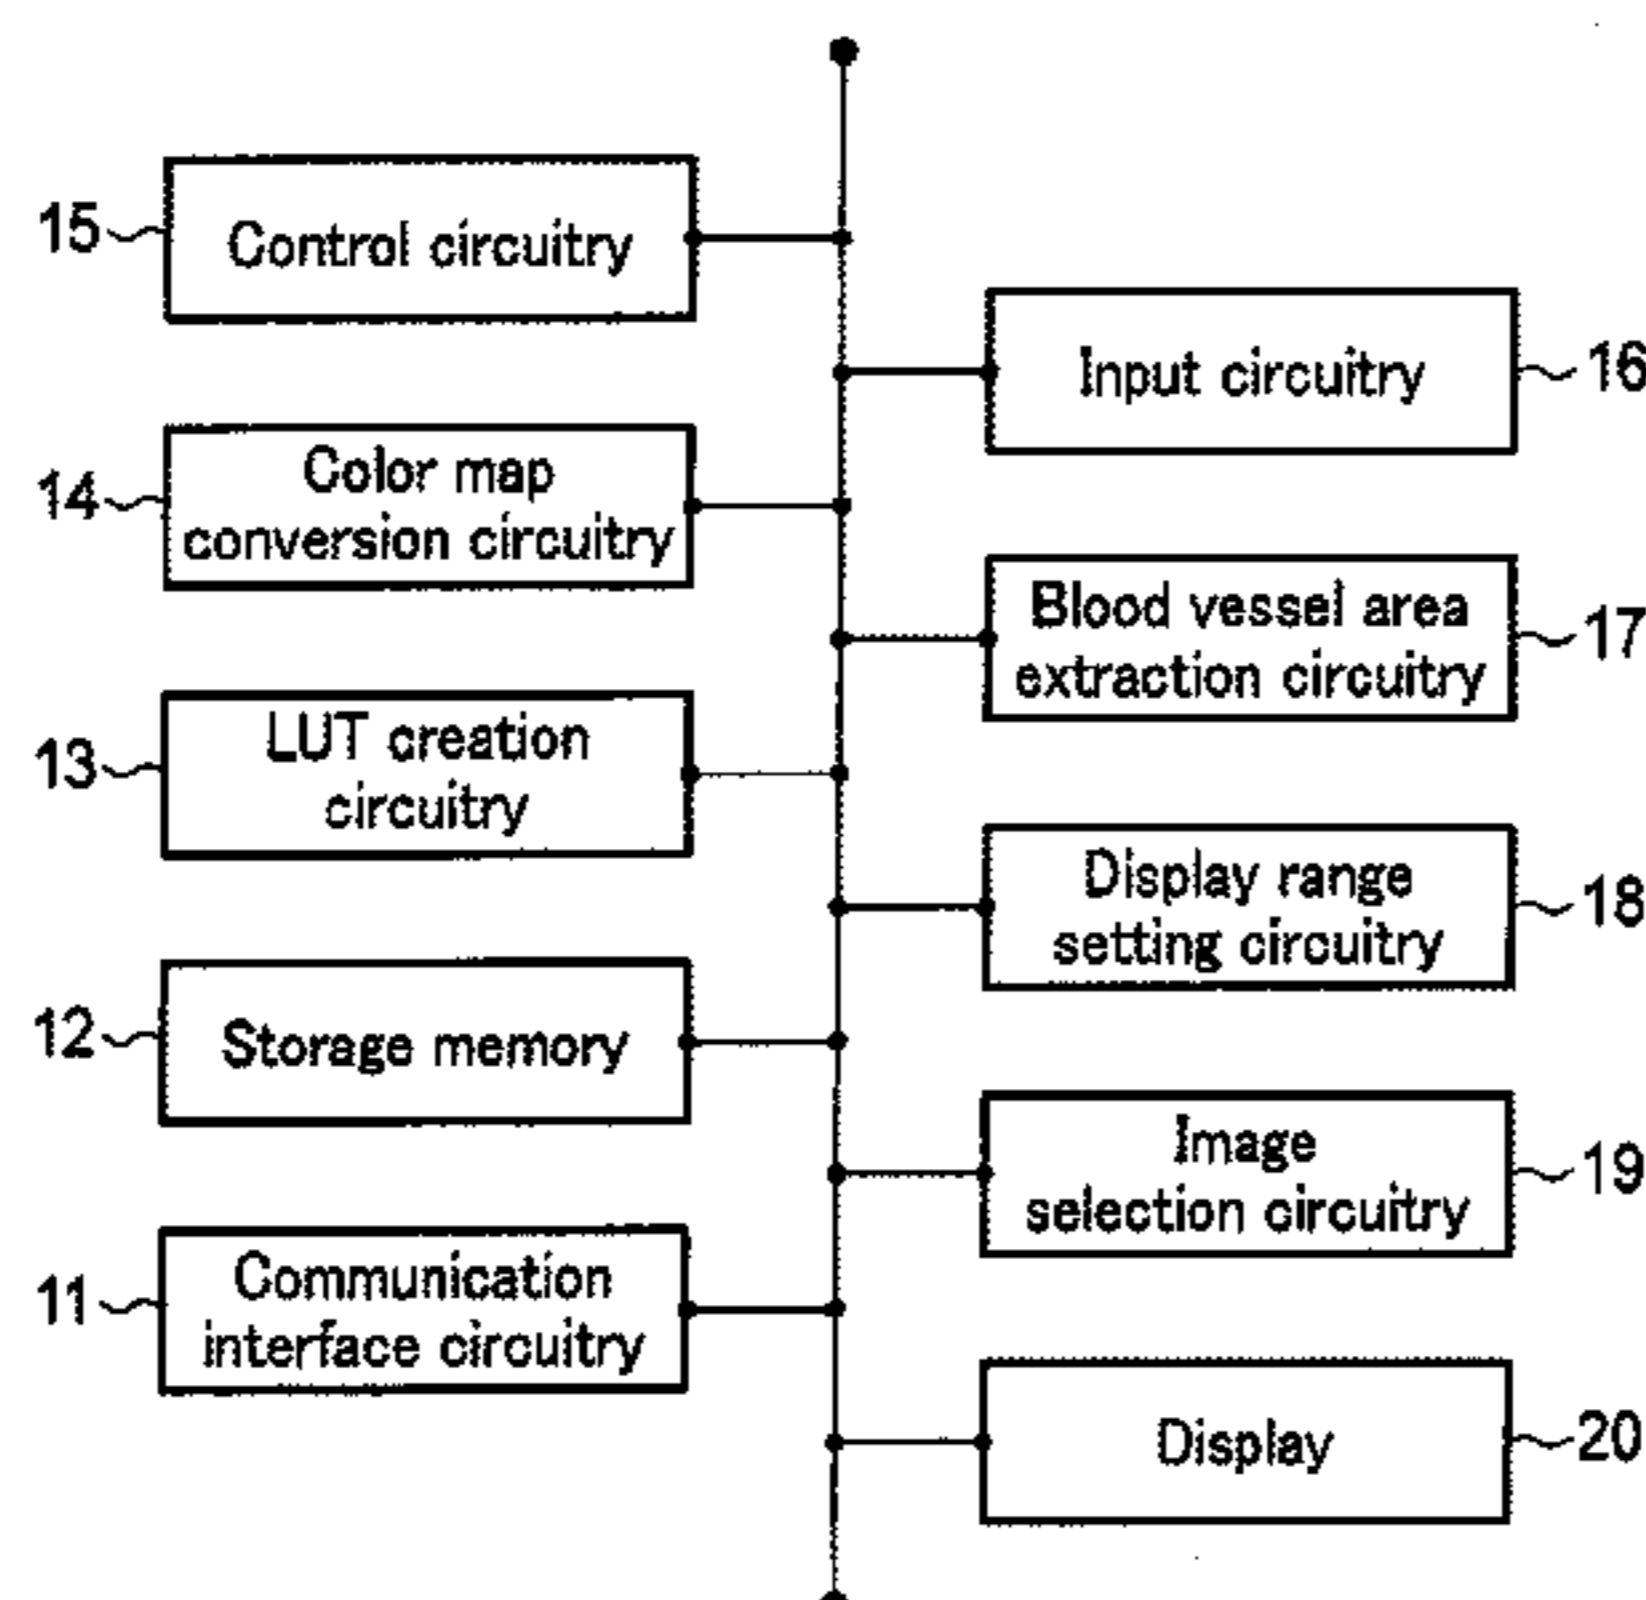 15
Control circuitry
Input circuitry
16
14
Color map
conversion circuitry
Blood vessel area
extraction circuitry
17
13
LUT creation
circuitry
Display range
setting circuitry
18
12
Storage memory
Image
selection circuitry
19
11
Communication
interface circuitry
Display
20